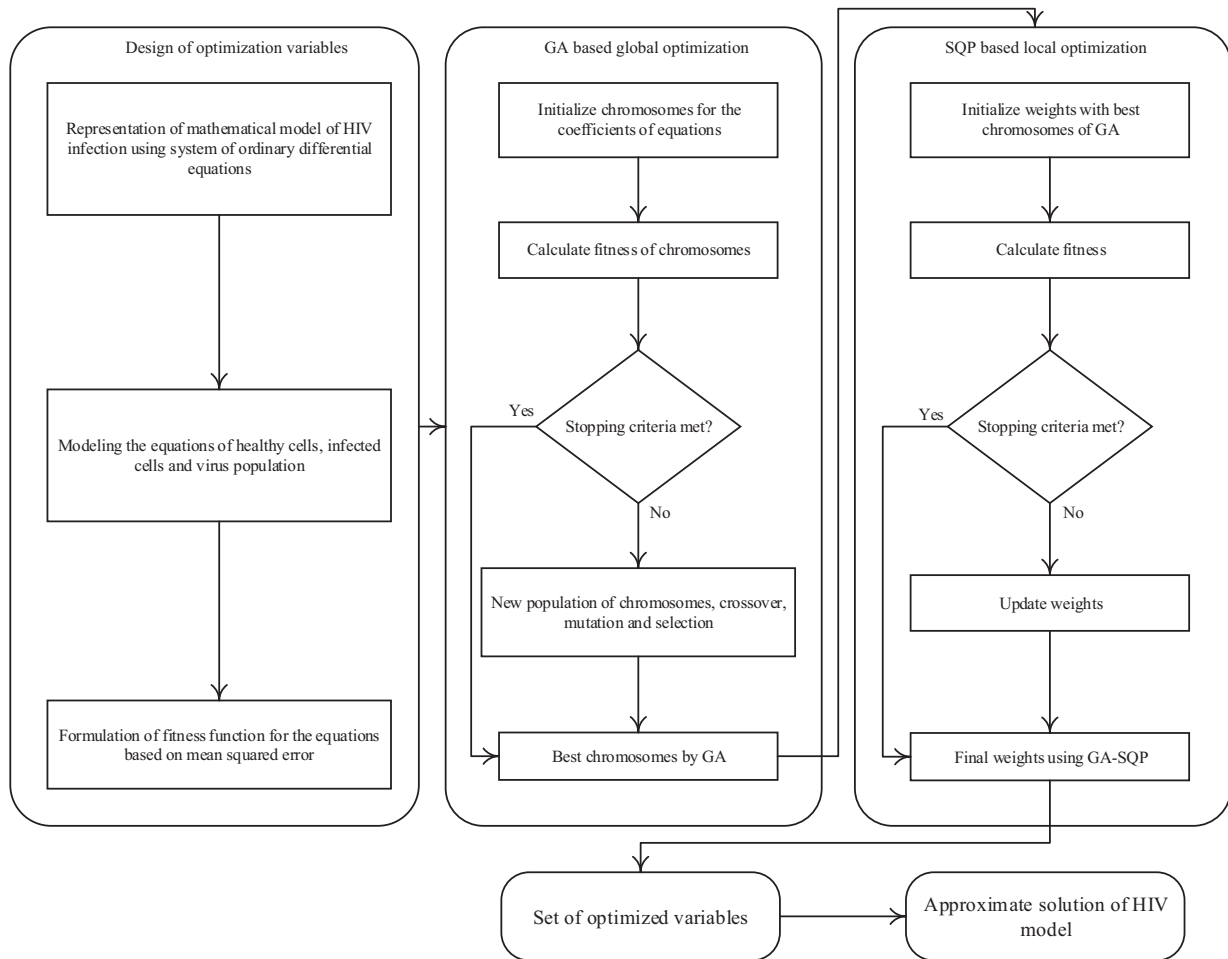 Design of optimization variables
Representation of mathematical model of HIV
infection using system of ordinary differential
equations
Modeling the equations of healthy cells, infected
cells and virus population
Formulation of fitness function for the equations
based on mean squared error
GA based global optimization
Initialize chromosomes for the
coefficients of equations
Calculate fitness of chromosomes
Yes
Stopping criteria met?
No
New population of chromosomes, crossover,
mutation and selection
Best chromosomes by GA
SQP based local optimization
Initialize weights with best
chromosomes of GA
Calculate fitness
Yes
Stopping criteria met?
No
Update weights
Final weights using GA-SQP
Set of optimized variables
Approximate solution of HIV
model